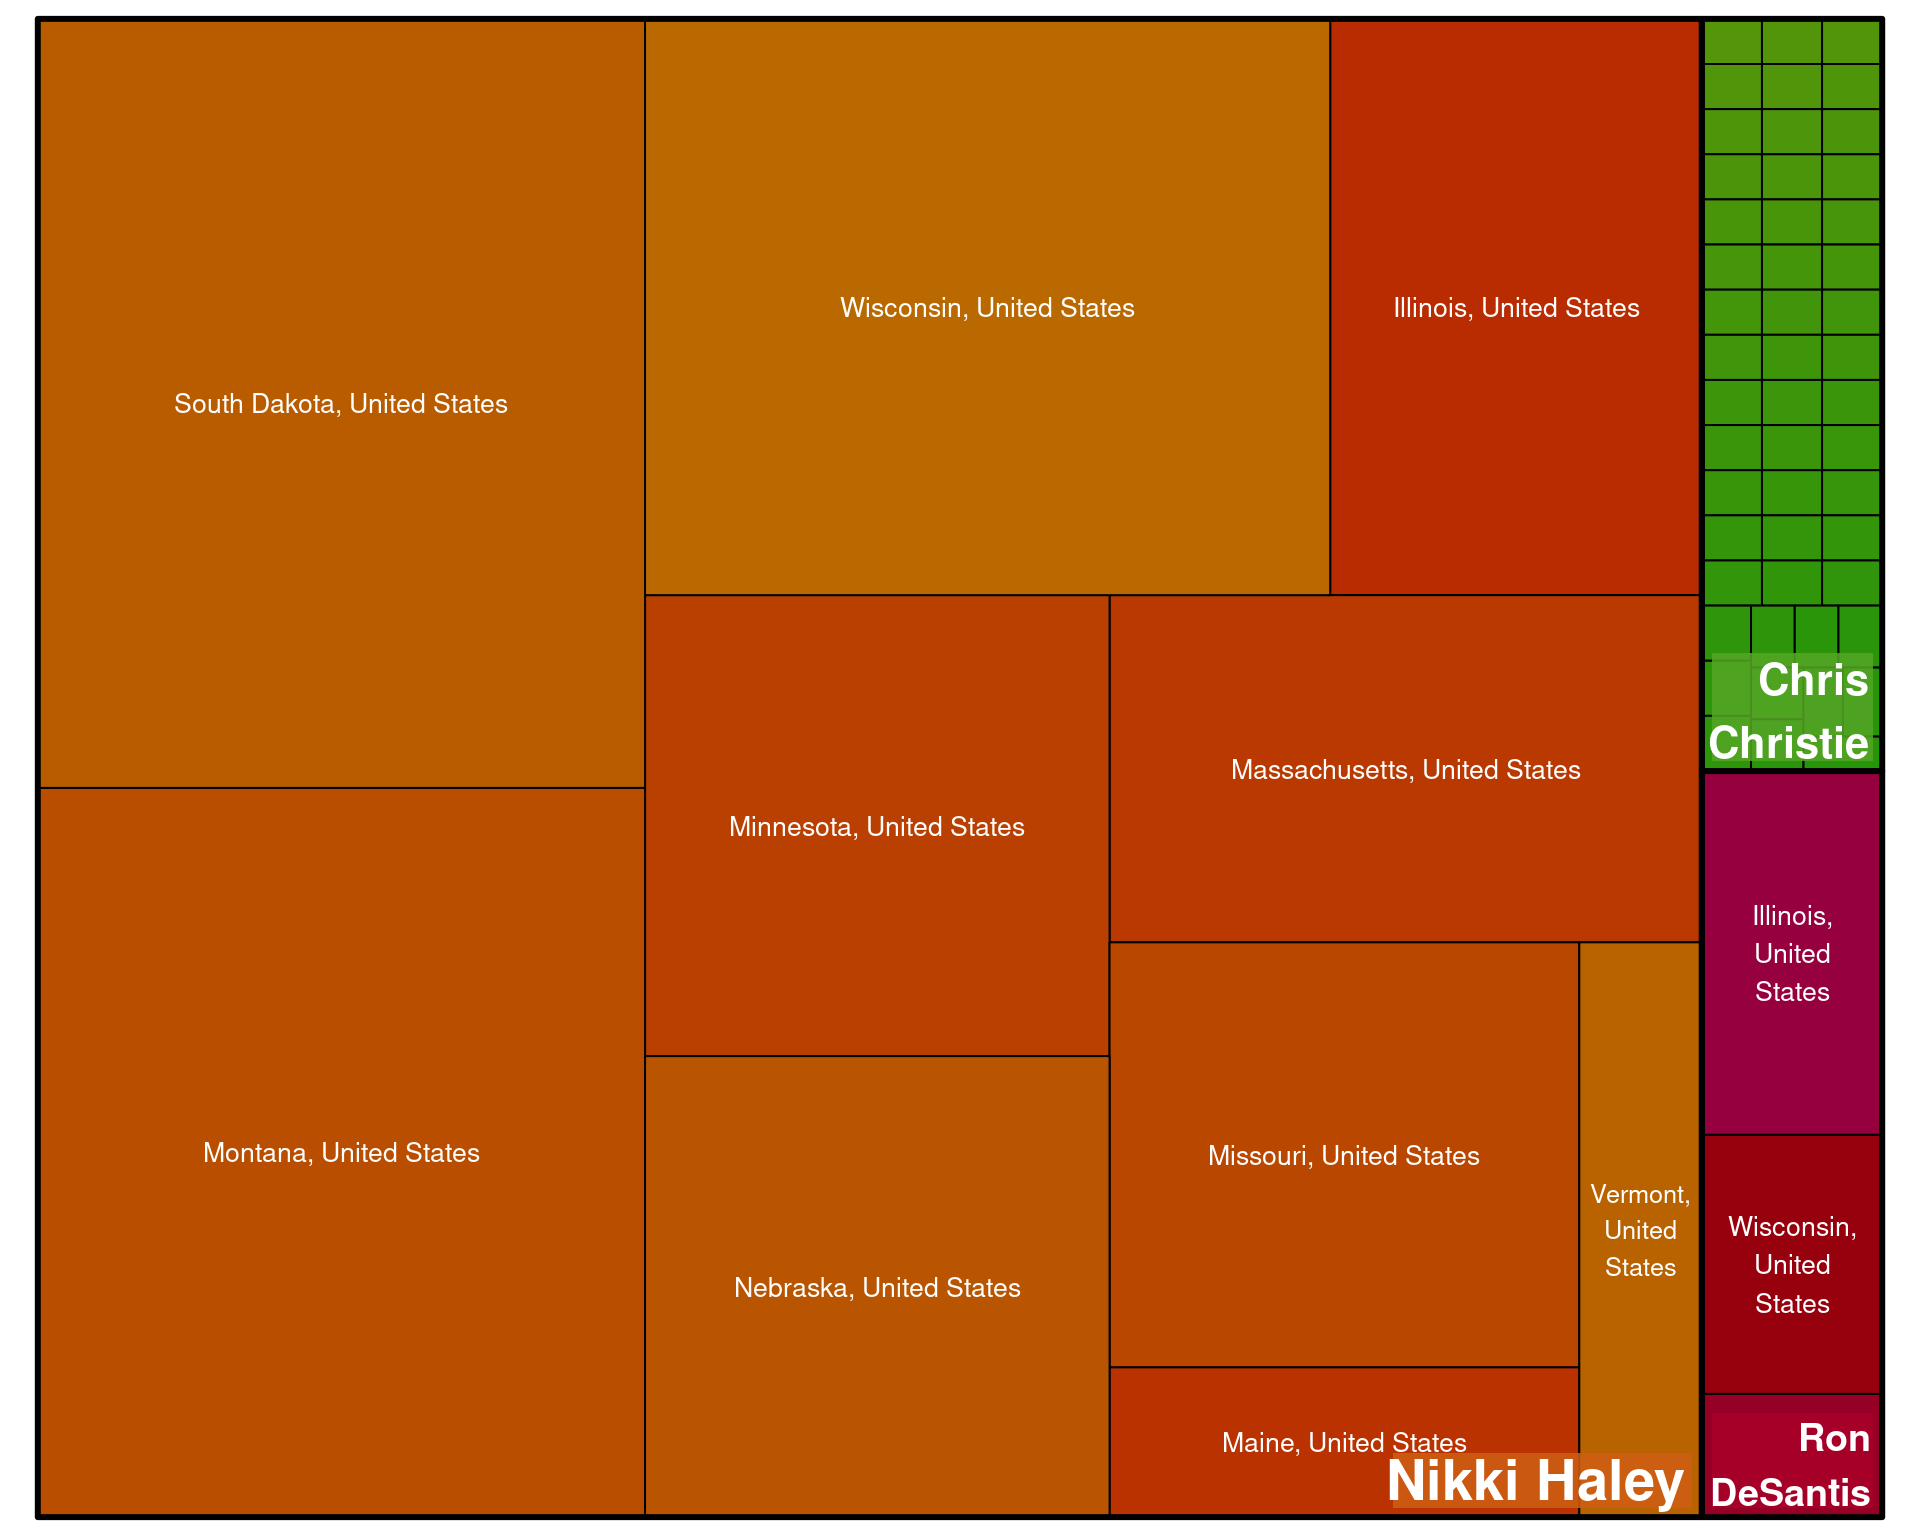 South Dakota, United States
Wisconsin, United States
Illinois, United States
Montana, United States
Minnesota, United States
Massachusetts, United States
Nebraska, United States
Missouri, United States
Vermont,
United
States
Maine, United States
Nikki Haley
Chris
Christie
Illinois,
United
States
Wisconsin,
United
States
Ron
DeSantis